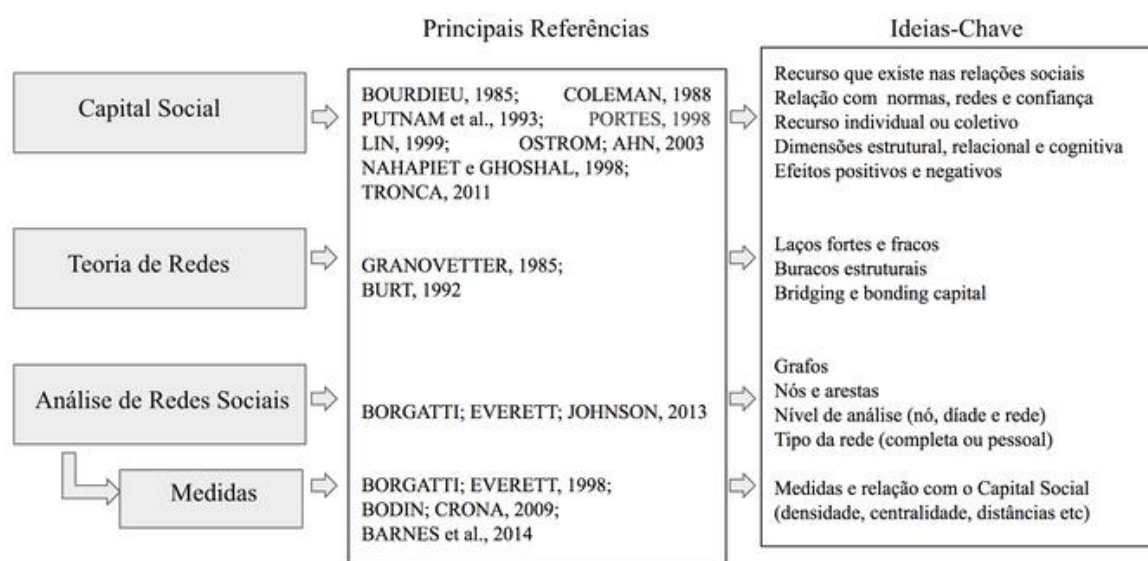 Principais Referências
Ideias-Chave
Capital Social
BOURDIEU, 1985; COLEMAN, 1988
PUTNAM et al., 1993; PORTES, 1998
LIN, 1999; OSTROM; AHN, 2003
NAHAPIET e GHOSHAL, 1998;
TRONCA, 2011
Recurso que existe nas relações sociais
Relação com normas, redes e confiança
Recurso individual ou coletivo
Dimensões estrutural, relacional e cognitiva
Efeitos positivos e negativos
Teoria de Redes
GRANOVETTER, 1985;
BURT, 1992
Laços fortes e fracos
Buracos estruturais
Bridging e bonding capital
Análise de Redes Sociais
BORGATTI; EVERETT; JOHNSON, 2013
Grafos
Nós e arestas
Nível de análise (nó, díade e rede)
Tipo da rede (completa ou pessoal)
Medidas
BORGATTI; EVERETT, 1998;
BODIN; CRONA, 2009;
BARNES et al., 2014
Medidas e relação com o Capital Social
(densidade, centralidade, distâncias etc)